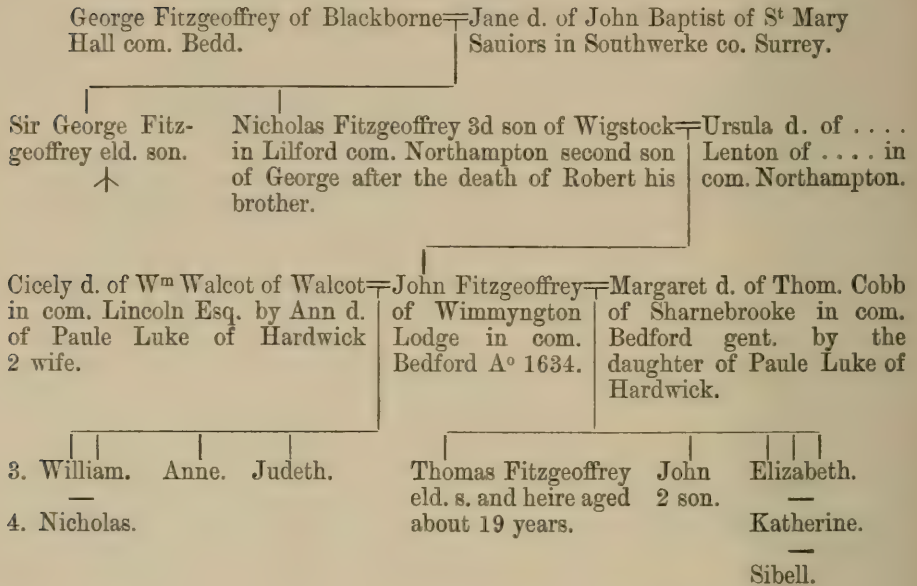 George Fitzgeoffrey of Blackborne
Hall com. Bedd.
Jane d. of John Baptist of St Mary
Sauiors in Southwerke co. Surrey.
Sir George Fitz-
geoffrey eld. son.
Nicholas Fitzgeoffrey 3d son of Wigstock
in Lilford com. Northampton second son
of George after the death of Robert his
brother.
Ursula d. of ....
Lenton of .... in
com. Northampton.
Cicely d. of Wm Walcot of Walcot
in com. Lincoln Esq. by Ann d.
of Paule Luke of Hardwick
2 wife.
John Fitzgeoffrey
of Wimmyngton
Lodge in com.
Bedford Ao 1634.
Margaret d. of Thom. Cobb
of Sharnebrooke in com.
Bedford gent. by the
daughter of Paule Luke of
Hardwick.
3. William.
4. Nicholas.
Anne.
Judeth.
Thomas Fitzgeoffrey
eld. s. and heire aged
about 19 years.
John
2 son.
Elizabeth.
Katherine.
Sibell.